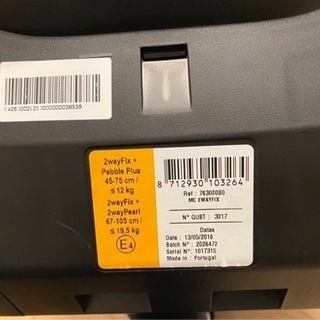 2wayFix +
Pebble Plus
45-75 cm /
≤ 12 kg
2wayFix +
2wayPearl
67-105 cm /
≤ 18,5 kg
E4
8 712930 103264
Ref : 76300080
MC 2WAYFIX
N° OUST : 3017
Datas
Date : 13/05/2016
Batch N° : 2026472
Serial N°: 1017315
Made in : Portugal